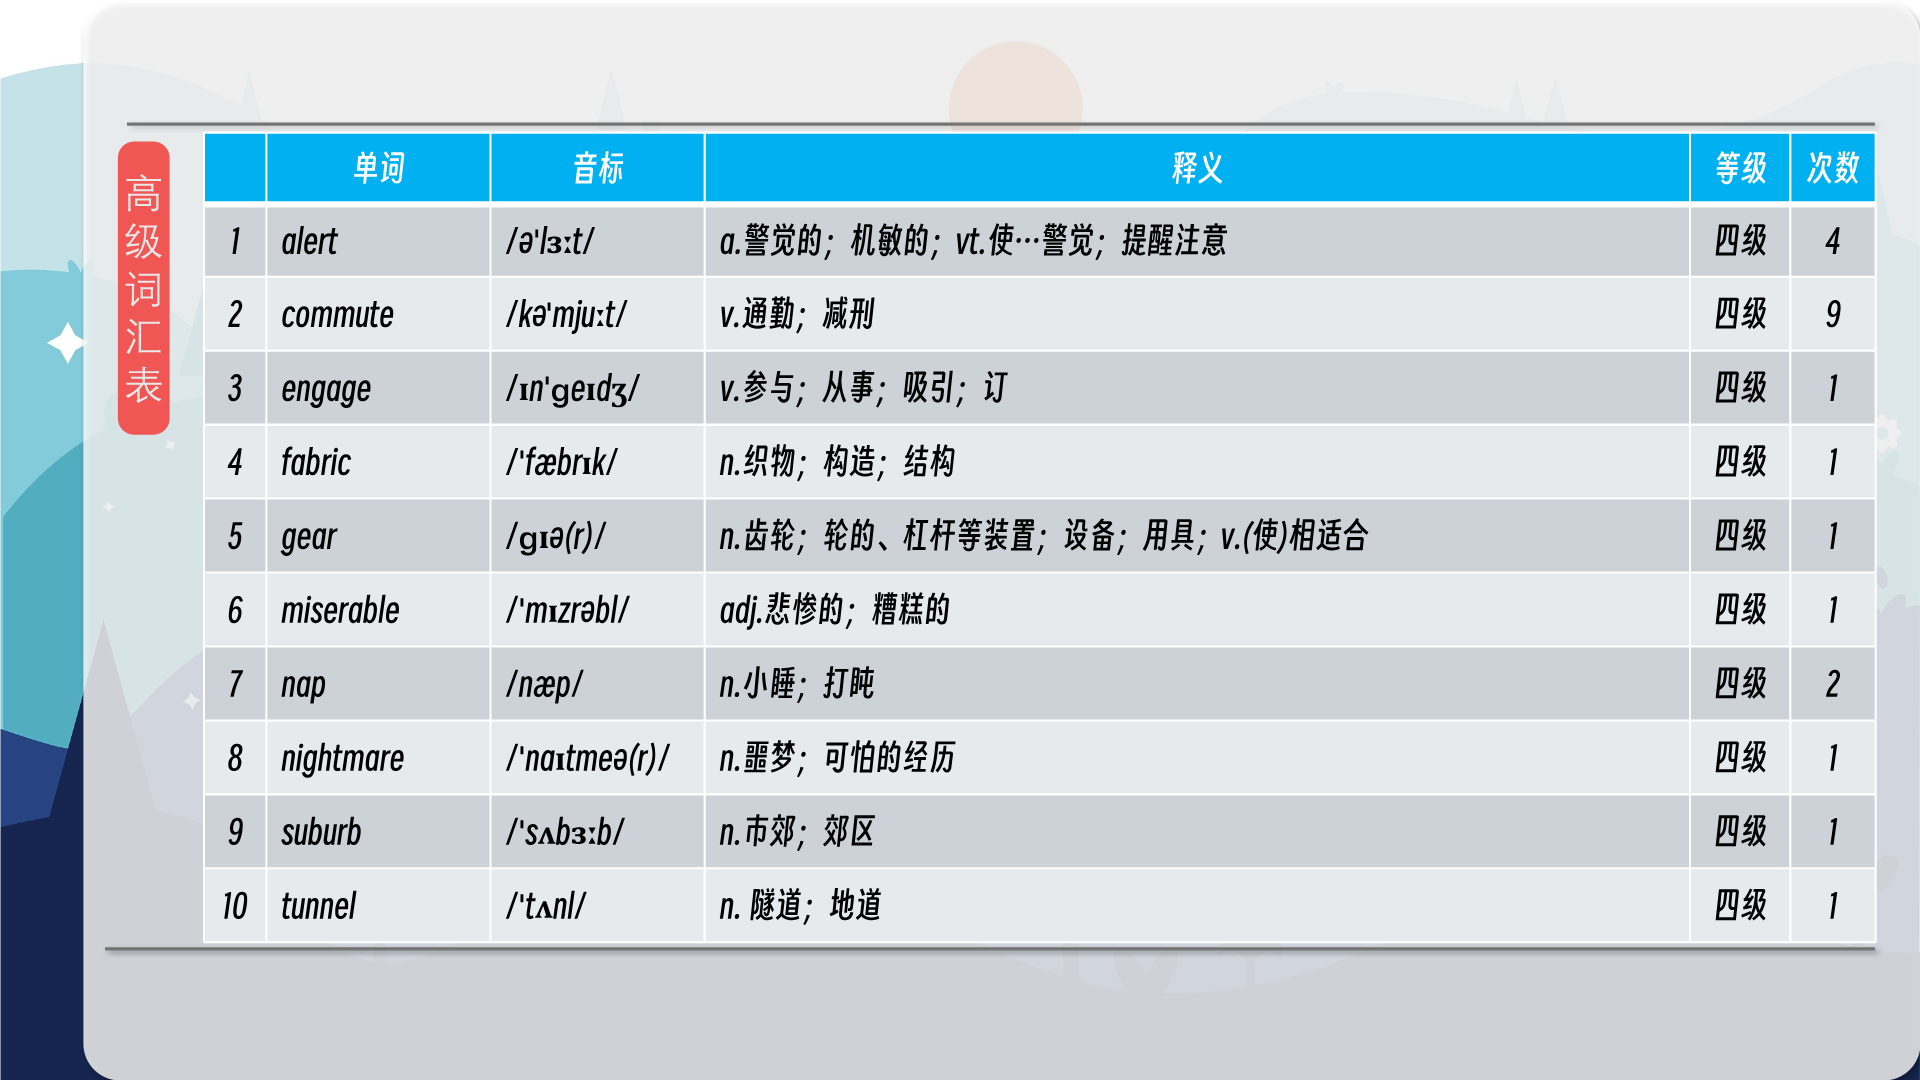 高级词汇表
单词 音标 释义 等级 次数
1 alert /ə'lɜːt/ a.警觉的；机敏的；vt.使…警觉；提醒注意 四级 4
2 commute /kə'mjuːt/ v.通勤；减刑 四级 9
3 engage /ɪn'ɡeɪdʒ/ v.参与；从事；吸引；订 四级 1
4 fabric /'fæbrɪk/ n.织物；构造；结构 四级 1
5 gear /ɡɪə(r)/ n.齿轮；轮的、杠杆等装置；设备；用具；v.(使)相适合 四级 1
6 miserable /'mɪzrəbl/ adj.悲惨的；糟糕的 四级 1
7 nap /næp/ n.小睡；打盹 四级 2
8 nightmare /'naɪtmeə(r)/ n.噩梦；可怕的经历 四级 1
9 suburb /'sʌbɜːb/ n.市郊；郊区 四级 1
10 tunnel /'tʌnl/ n. 隧道；地道 四级 1